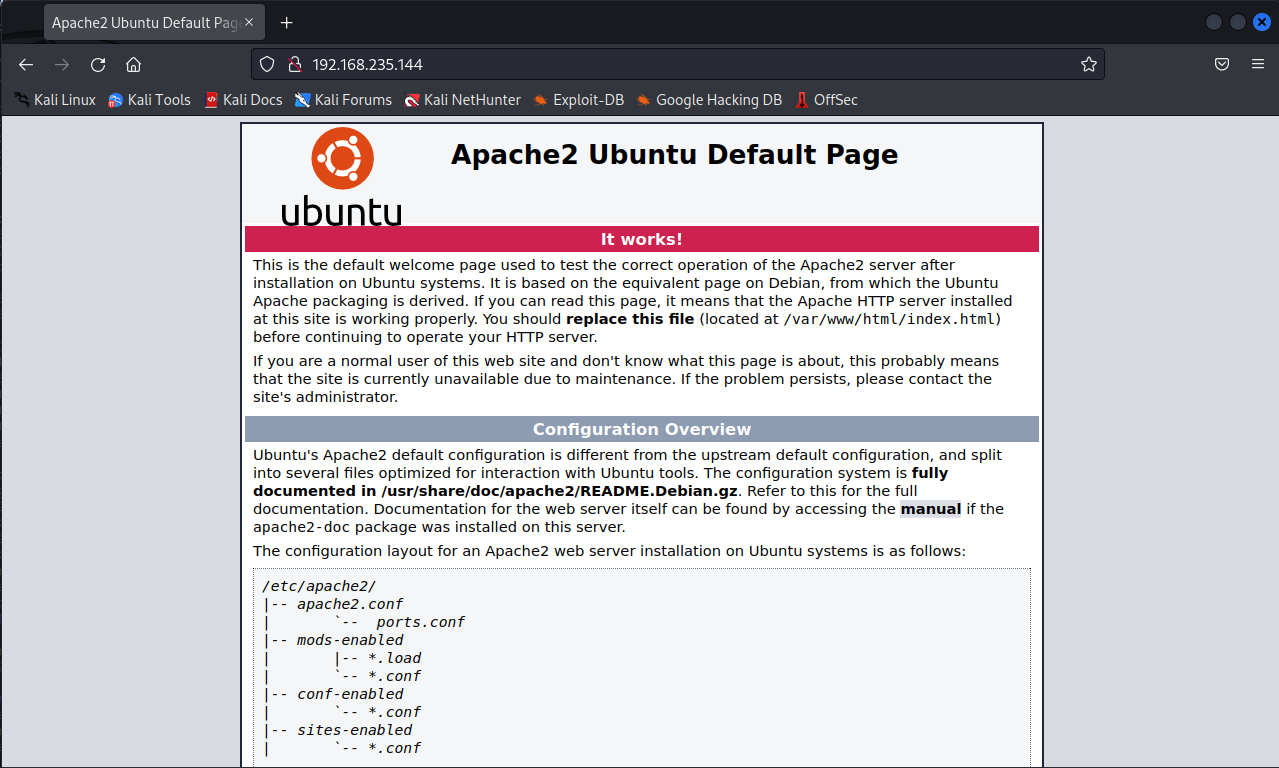 Apache2 Ubuntu Default Pag
192.168.235.144
Kali Linux Kali Tools Kali Docs Kali Forums Kali NetHunter Exploit-DB Google Hacking DB OffSec
ubuntu
Apache2 Ubuntu Default Page
It works!
This is the default welcome page used to test the correct operation of the Apache2 server after
installation on Ubuntu systems. It is based on the equivalent page on Debian, from which the Ubuntu
Apache packaging is derived. If you can read this page, it means that the Apache HTTP server installed
at this site is working properly. You should replace this file (located at /var/www/html/index.html)
before continuing to operate your HTTP server.
If you are a normal user of this web site and don't know what this page is about, this probably means
that the site is currently unavailable due to maintenance. If the problem persists, please contact the
site's administrator.
Configuration Overview
Ubuntu's Apache2 default configuration is different from the upstream default configuration, and split
into several files optimized for interaction with Ubuntu tools. The configuration system is fully
documented in /usr/share/doc/apache2/README.Debian.gz. Refer to this for the full
documentation. Documentation for the web server itself can be found by accessing the manual if the
apache2-doc package was installed on this server.
The configuration layout for an Apache2 web server installation on Ubuntu systems is as follows:
/etc/apache2/
|-- apache2.conf
|       `--  ports.conf
|-- mods-enabled
|       |-- *.load
|       `-- *.conf
|-- conf-enabled
|       `-- *.conf
|-- sites-enabled
|       `-- *.conf